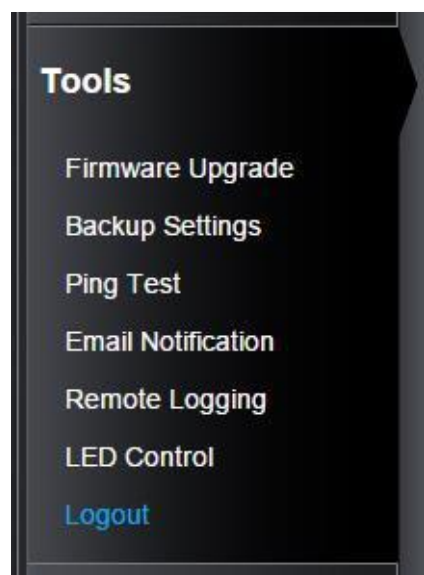 Tools
Firmware Upgrade
Backup Settings
Ping Test
Email Notification
Remote Logging
LED Control
Logout